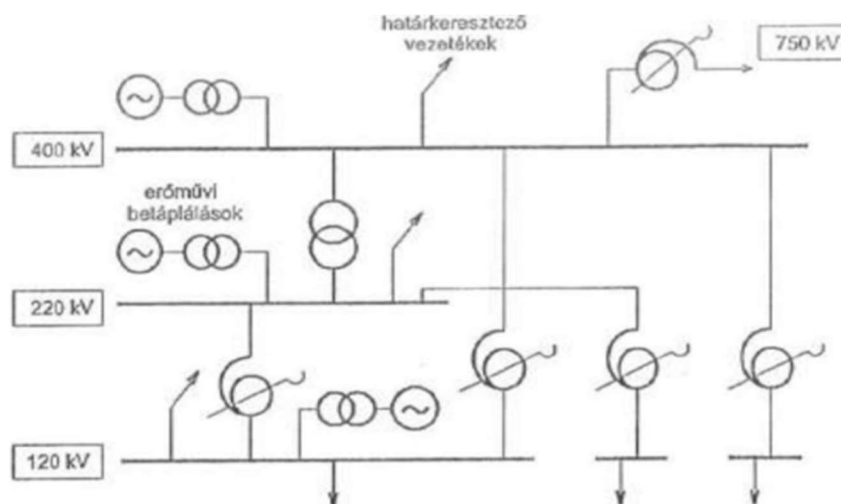 határkeresztező
vezetékek
750 kV
400 kV
erőművi
betáplálások
220 kV
120 kV